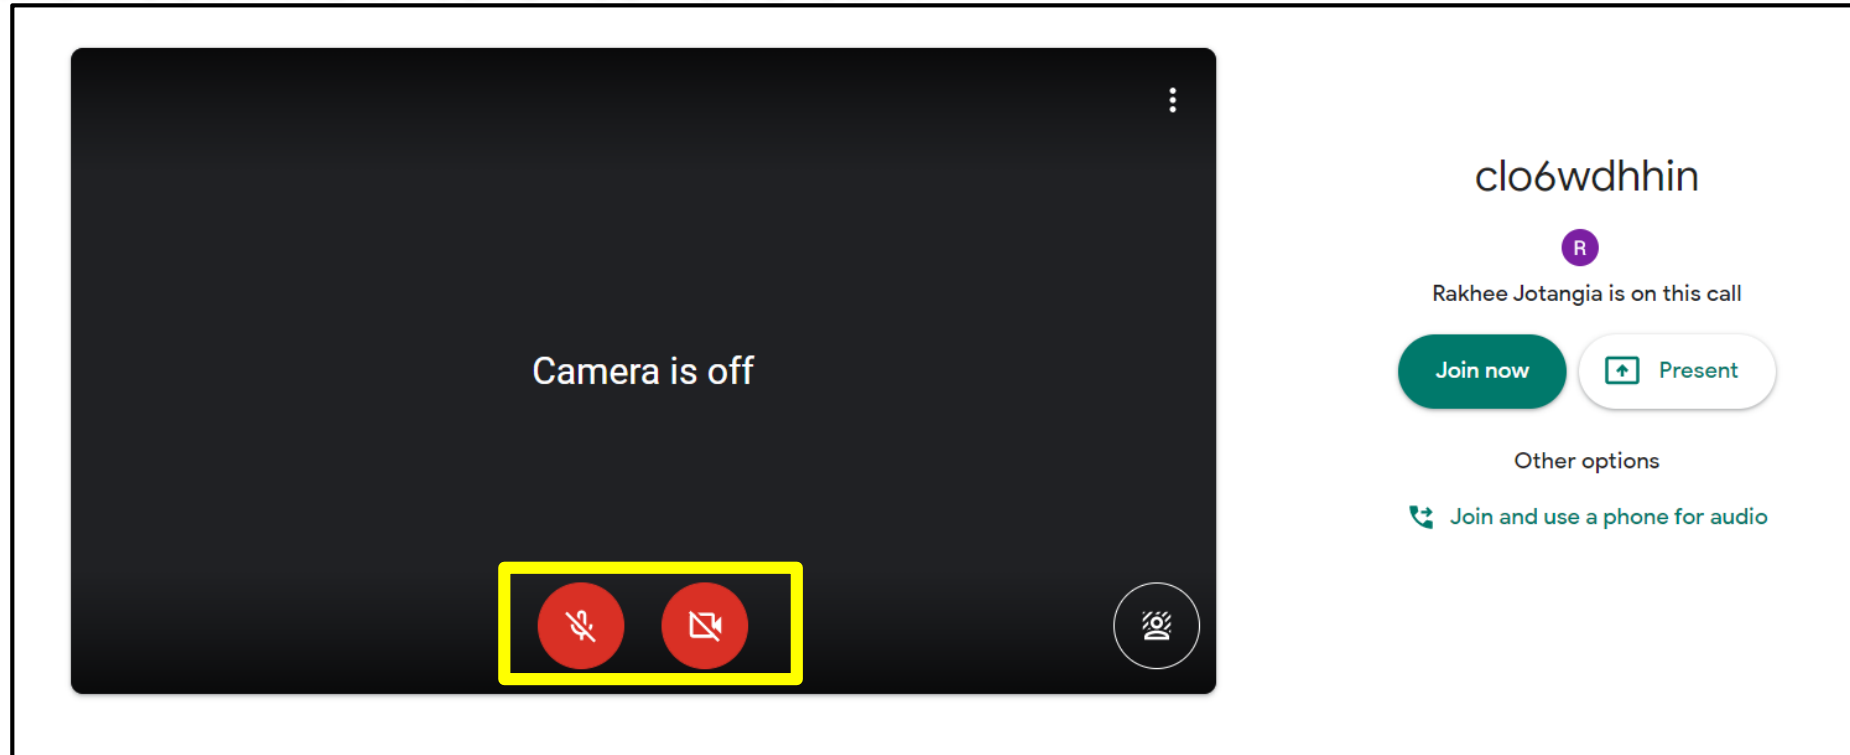 Camera is off
clo6wdhhin
R
Rakhee Jotangia is on this call
Join now
Present
Other options
Join and use a phone for audio